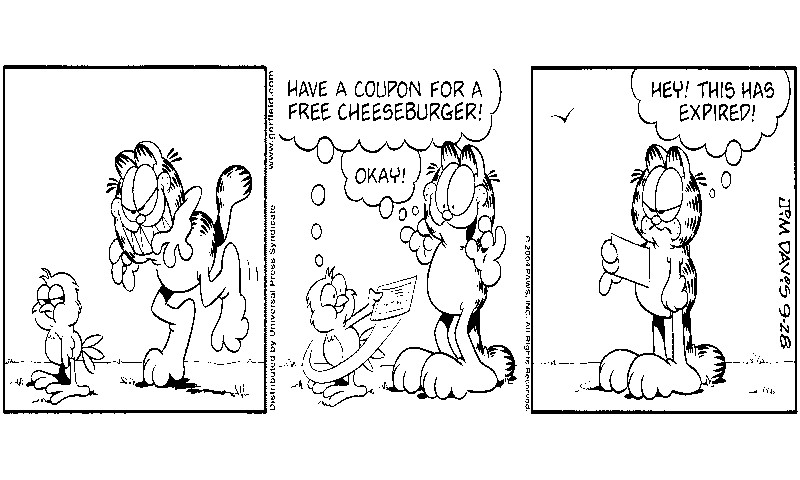 HAVE A COUPON FOR A
FREE CHEESEBURGER!
OKAY!
HEY! THIS HAS
EXPIRED!
www.garfield.com
Distributed by Universal Press Syndicate
© 2004 PAWS, INC. All Rights Reserved.
JIM DAVIS 9-28